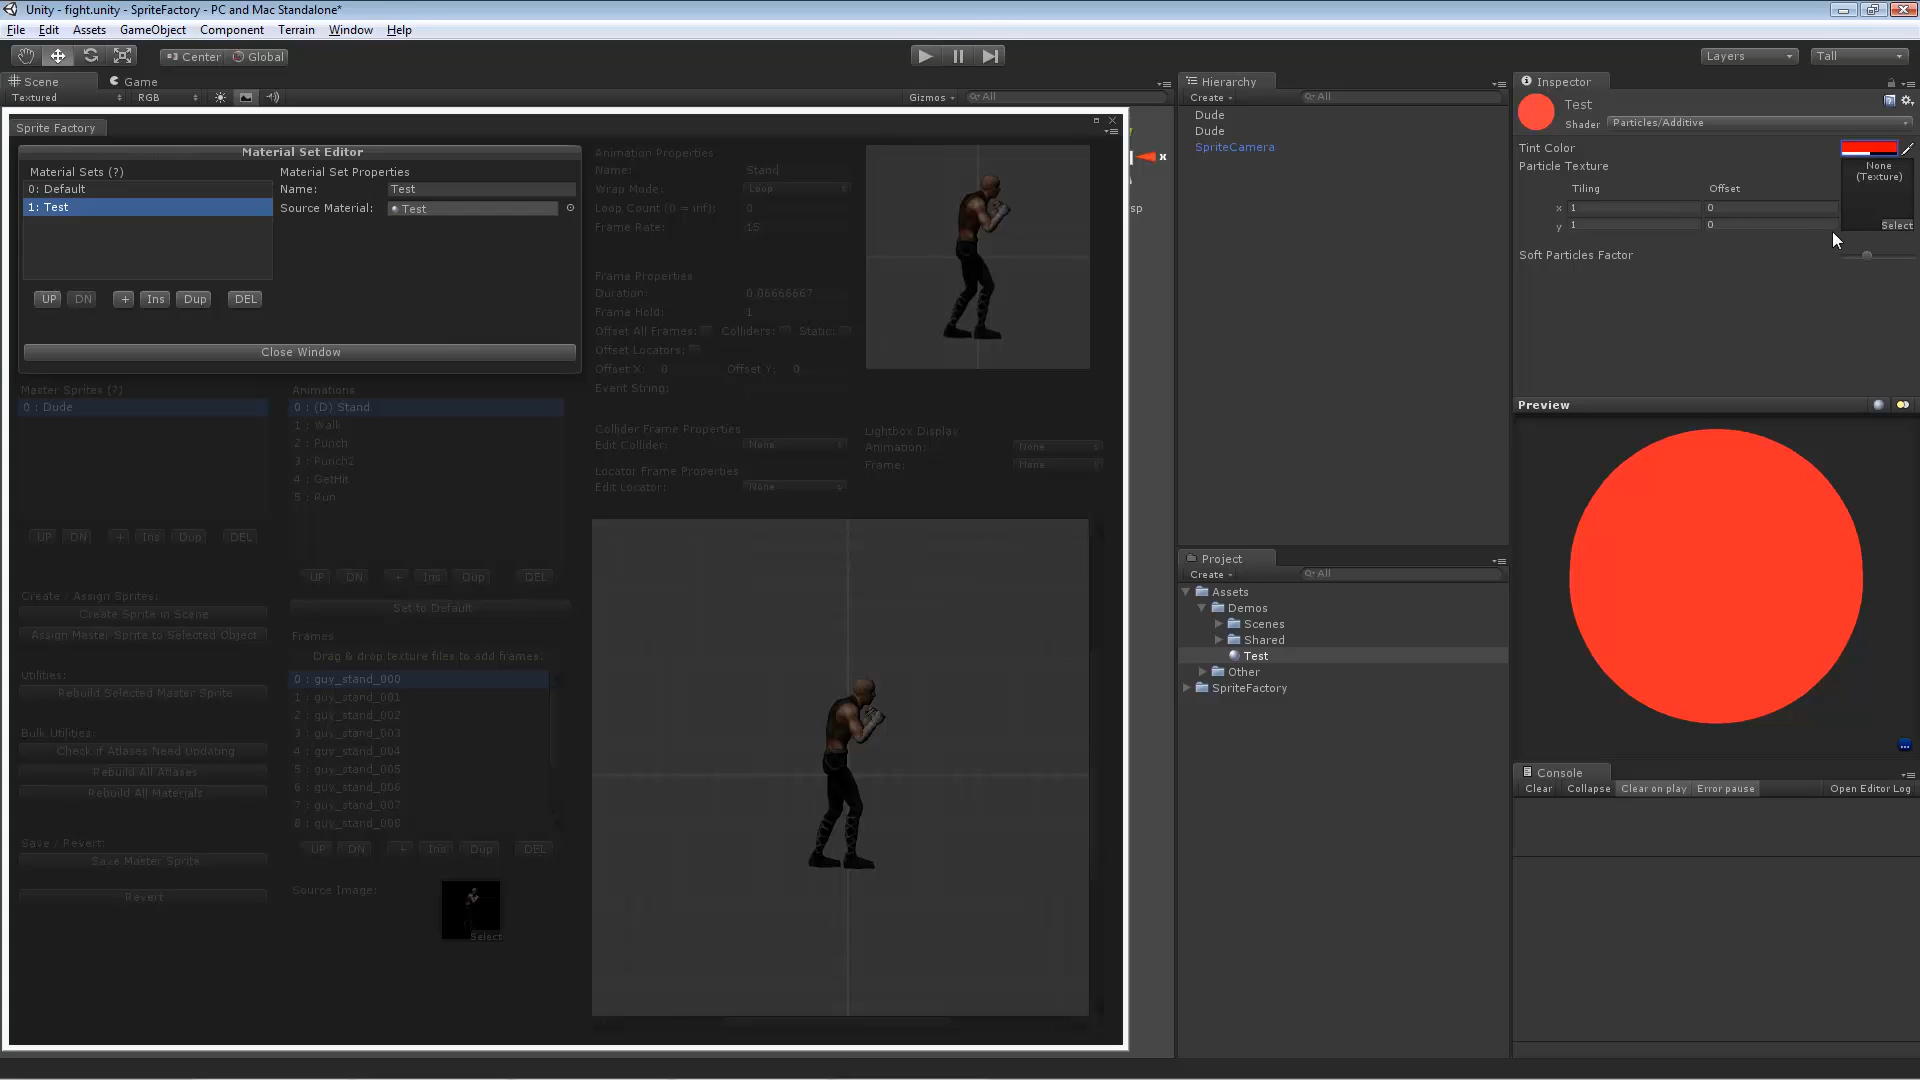 Unity - fight.unity - SpriteFactory - PC and Mac Standalone*
File Edit Assets GameObject Component Terrain Window Help
Center Global
Layers Tall
Scene Game
Textured RGB Gizmos All
Sprite Factory
Material Set Editor
Material Sets (?)
0: Default
1: Test
UP DN + Ins Dup DEL
Material Set Properties
Name: Test
Source Material: Test
Close Window
Master Sprites (?)
0 : Dude
UP DN + Ins Dup DEL
Create / Assign Sprites:
Create Sprite in Scene
Assign Master Sprite to Selected Object
Utilities:
Rebuild Selected Master Sprite
Bulk Utilities:
Check if Atlases Need Updating
Rebuild All Atlases
Rebuild All Materials
Save / Revert:
Save Master Sprite
Revert
Animations
0 : (D) Stand
1 : Walk
2 : Punch
3 : Punch2
4 : GetHit
5 : Run
UP DN + Ins Dup DEL
Set to Default
Frames
Drag & drop texture files to add frames.
0 : guy_stand_000
1 : guy_stand_001
2 : guy_stand_002
3 : guy_stand_003
4 : guy_stand_004
5 : guy_stand_005
6 : guy_stand_006
7 : guy_stand_007
8 : guy_stand_008
UP DN + Ins Dup DEL
Source Image:
Select
Animation Properties
Name: Stand
Wrap Mode: Loop
Loop Count (0 = inf): 0
Frame Rate: 15
Frame Properties
Duration: 0.06666667
Frame Hold: 1
Offset All Frames: Colliders: Static:
Offset Locators:
Offset X: 0 Offset Y: 0
Event String:
Collider Frame Properties
Edit Collider: None
Locator Frame Properties
Edit Locator: None
Lightbox Display
Animation: None
Frame: None
x
sp
Hierarchy
Create All
Dude
Dude
SpriteCamera
Project
Create All
Assets
Demos
Scenes
Shared
Test
Other
SpriteFactory
Inspector
Test
Shader Particles/Additive
Tint Color
Particle Texture
None
(Texture)
Tiling Offset
x 1 0
y 1 0
Select
Soft Particles Factor
Preview
Console
Clear Collapse Clear on play Error pause Open Editor Log